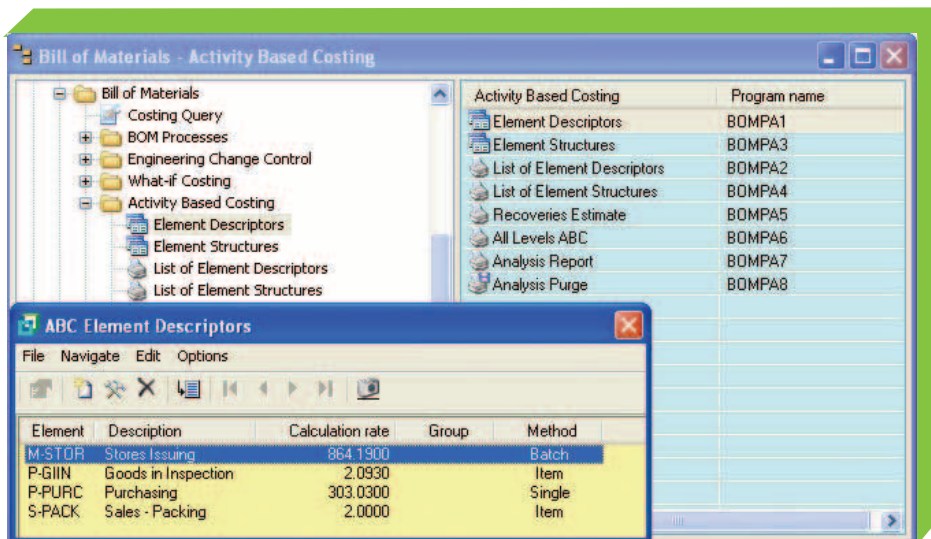 Bill of Materials - Activity Based Costing
Bill of Materials
Costing Query
BOM Processes
Engineering Change Control
What-if Costing
Activity Based Costing
Element Descriptors
Element Structures
List of Element Descriptors
List of Element Structures
Activity Based Costing Program name
Element Descriptors BOMPA1
Element Structures BOMPA3
List of Element Descriptors BOMPA2
List of Element Structures BOMPA4
Recoveries Estimate BOMPA5
All Levels ABC BOMPA6
Analysis Report BOMPA7
Analysis Purge BOMPA8
ABC Element Descriptors
File Navigate Edit Options
Element Description Calculation rate Group Method
M-STOR Stores Issuing 864.1900 Batch
P-GIIN Goods in Inspection 2.0930 Item
P-PURC Purchasing 303.0300 Single
S-PACK Sales - Packing 2.0000 Item